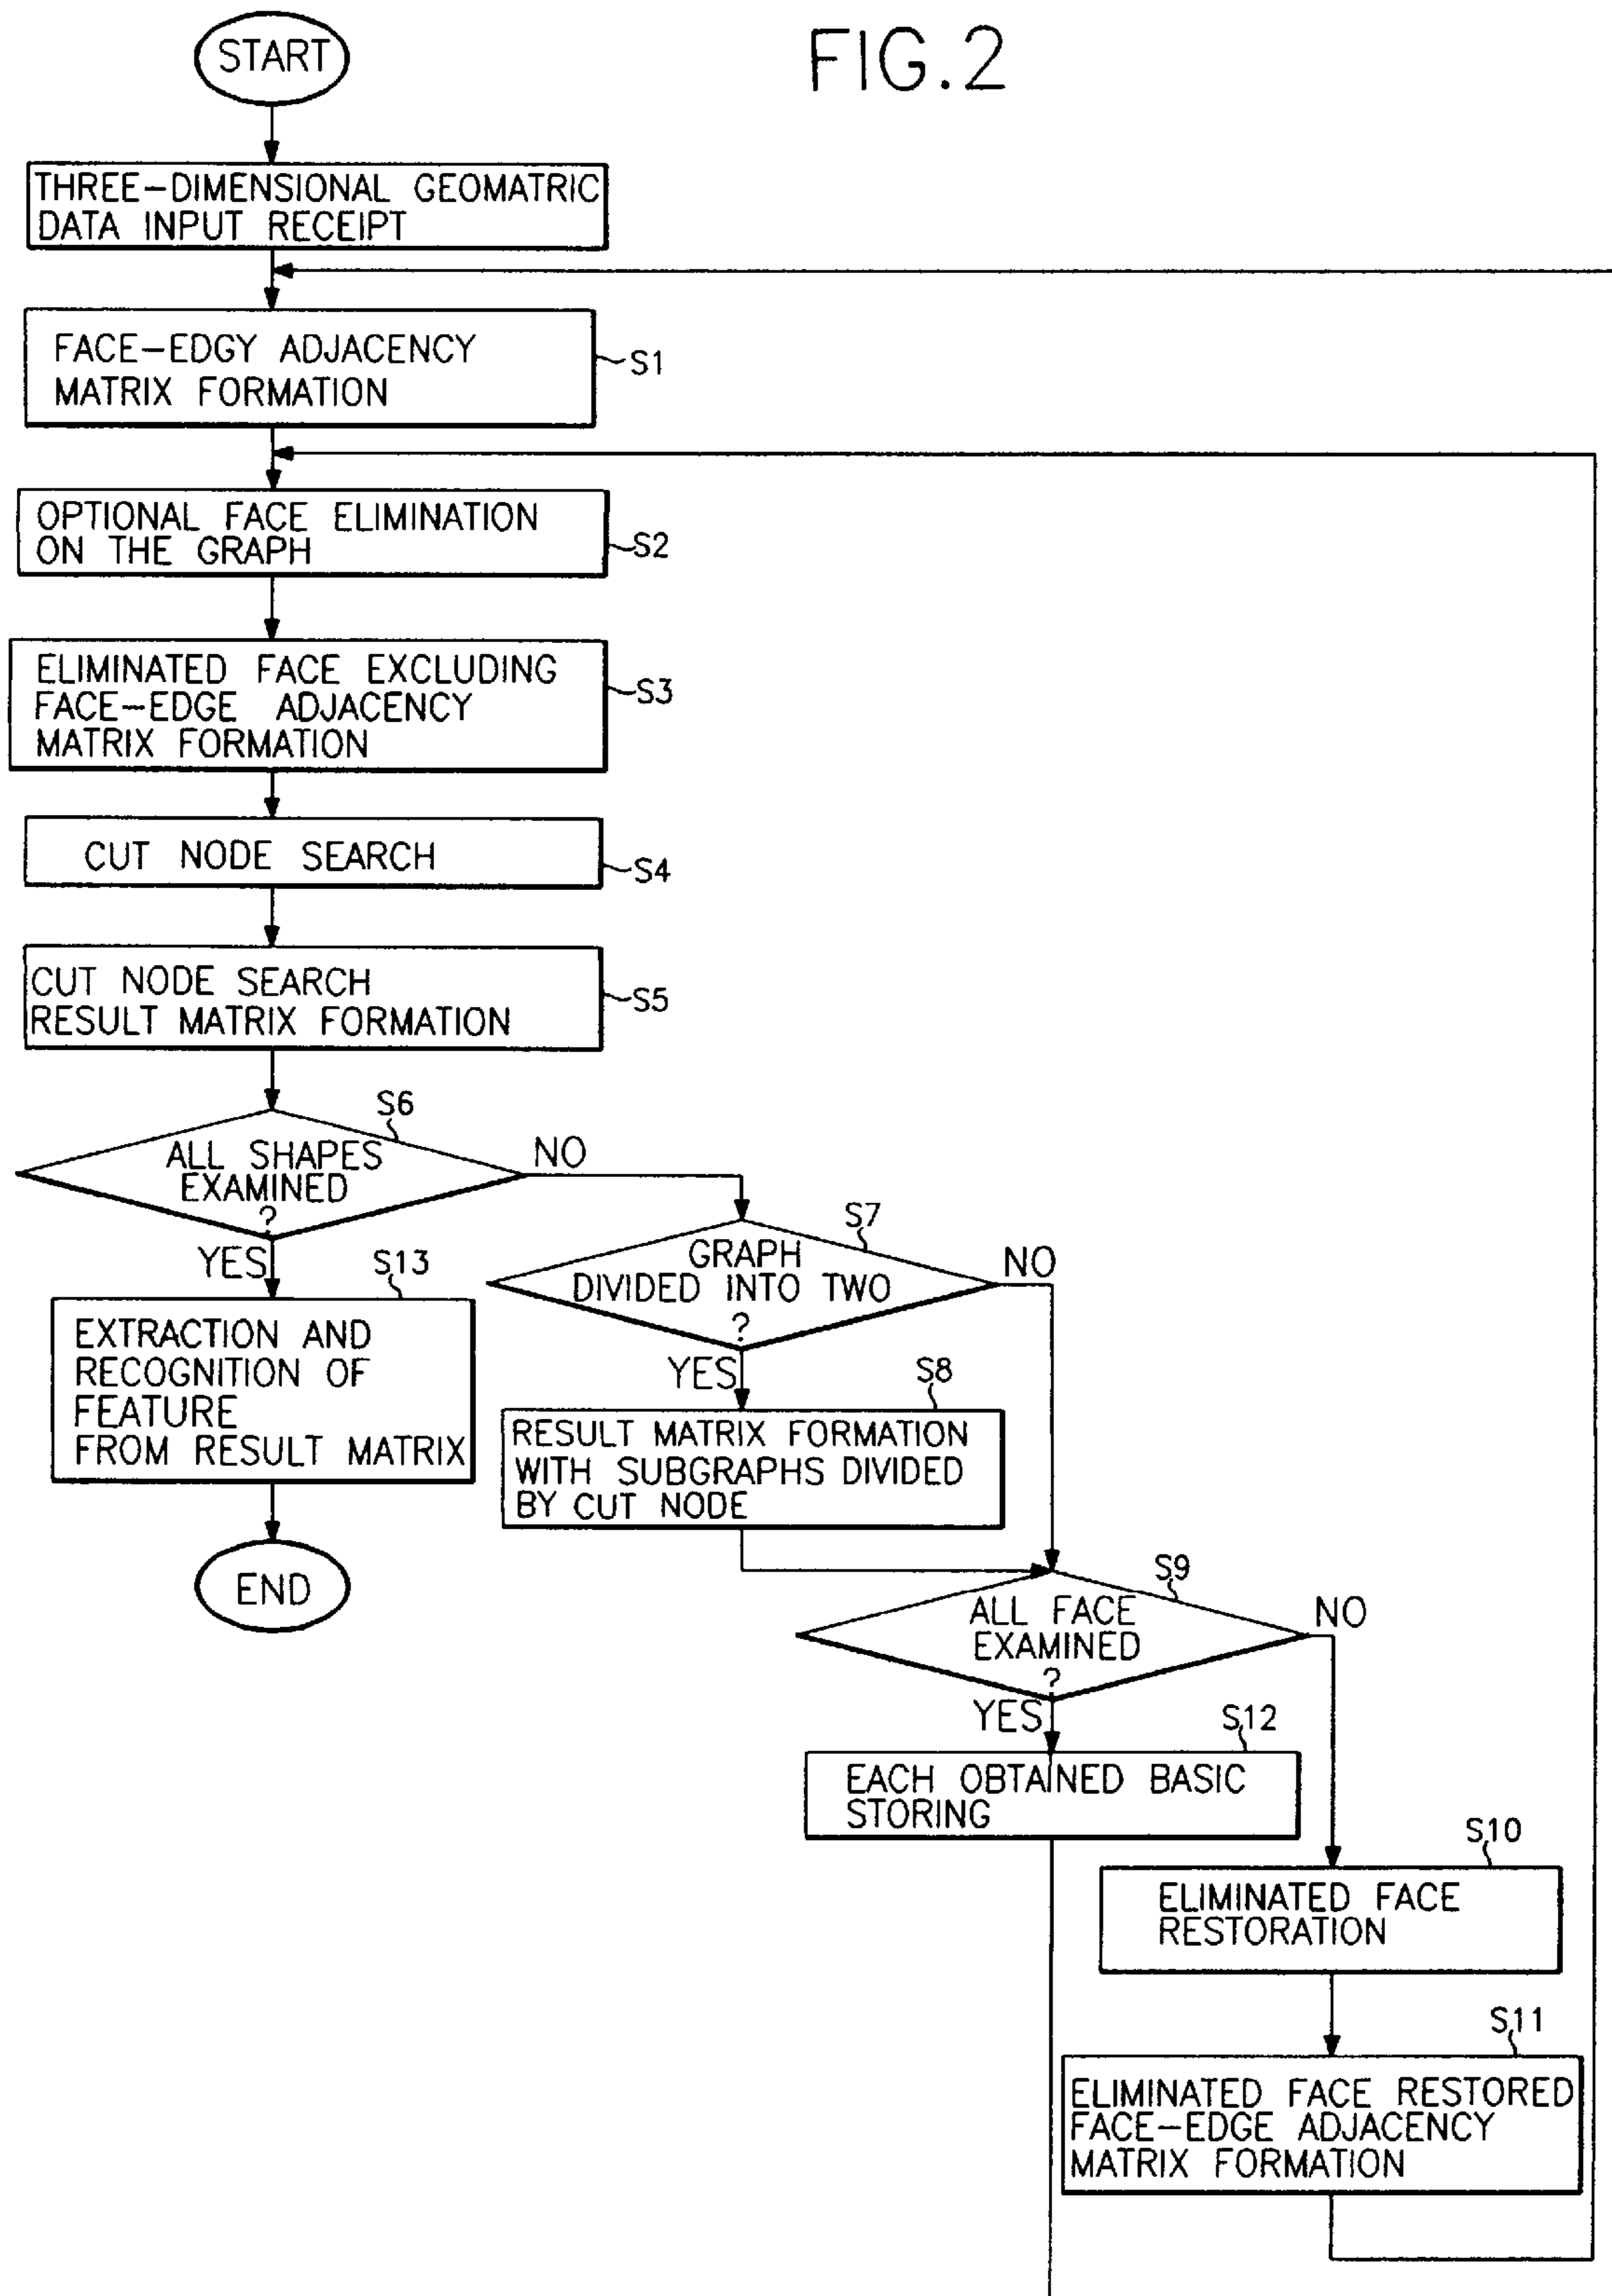 FIG.2
START
THREE-DIMENSIONAL GEOMATRIC
DATA INPUT RECEIPT
FACE-EDGY ADJACENCY
MATRIX FORMATION
S1
OPTIONAL FACE ELIMINATION
ON THE GRAPH
S2
ELIMINATED FACE EXCLUDING
FACE-EDGE ADJACENCY
MATRIX FORMATION
S3
CUT NODE SEARCH
S4
CUT NODE SEARCH
RESULT MATRIX FORMATION
S5
S6
ALL SHAPES
EXAMINED
?
NO
YES
S13
EXTRACTION AND
RECOGNITION OF
FEATURE
FROM RESULT MATRIX
END
S7
GRAPH
DIVIDED INTO TWO
?
NO
YES
S8
RESULT MATRIX FORMATION
WITH SUBGRAPHS DIVIDED
BY CUT NODE
S9
ALL FACE
EXAMINED
?
NO
YES
S12
EACH OBTAINED BASIC
STORING
S10
ELIMINATED FACE
RESTORATION
S11
ELIMINATED FACE RESTORED
FACE-EDGE ADJACENCY
MATRIX FORMATION